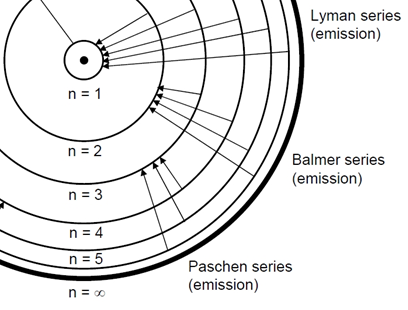 Lyman series
(emission)
n = 1
n = 2
Balmer series
(emission)
n = 3
n = 4
n = 5
Paschen series
(emission)
n = ∞